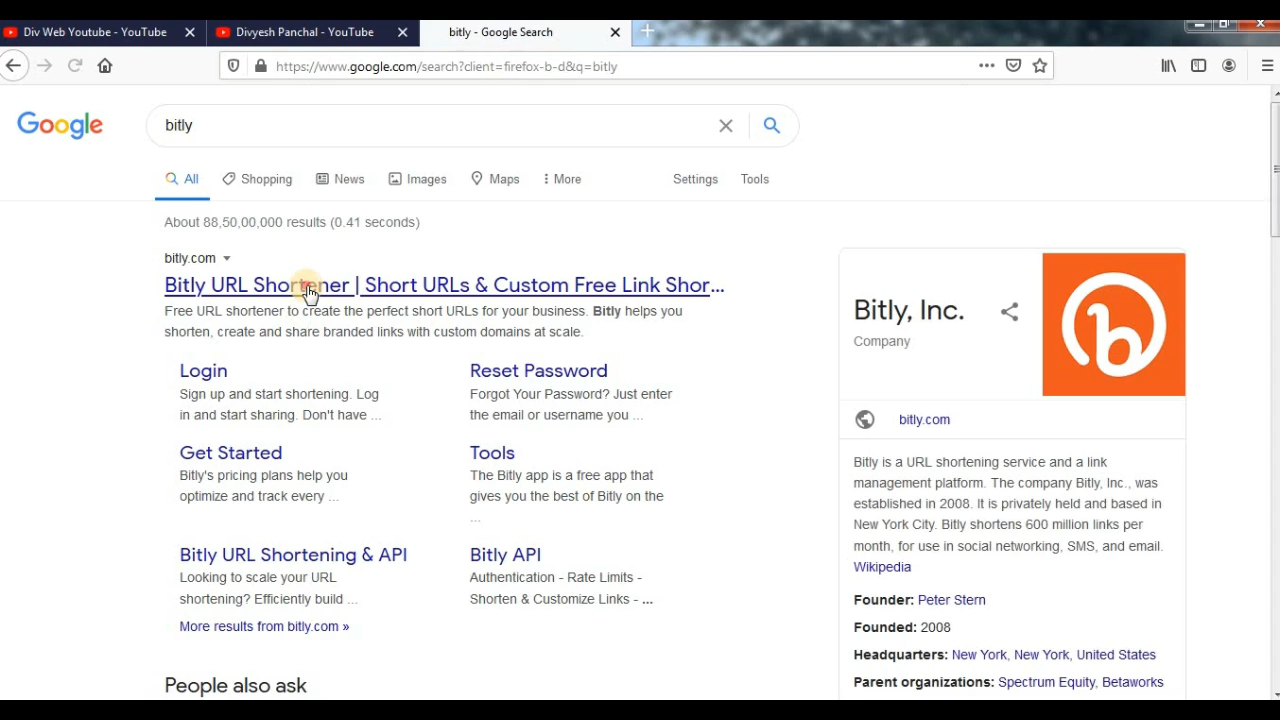 Div Web Youtube - YouTube
Divyesh Panchal - YouTube
bitly - Google Search
https://www.google.com/search?client=firefox-b-d&q=bitly
Google
bitly
All
Shopping
News
Images
Maps
More
Settings
Tools
About 88,50,00,000 results (0.41 seconds)
bitly.com
Bitly URL Shortener | Short URLs & Custom Free Link Shor...
Free URL shortener to create the perfect short URLs for your business. Bitly helps you
shorten, create and share branded links with custom domains at scale.
Login
Sign up and start shortening. Log
in and start sharing. Don't have ...
Reset Password
Forgot Your Password? Just enter
the email or username you ...
Get Started
Bitly's pricing plans help you
optimize and track every ...
Tools
The Bitly app is a free app that
gives you the best of Bitly on the
...
Bitly URL Shortening & API
Looking to scale your URL
shortening? Efficiently build ...
Bitly API
Authentication - Rate Limits -
Shorten & Customize Links - ...
More results from bitly.com »
People also ask
Bitly, Inc.
Company
b
bitly.com
Bitly is a URL shortening service and a link
management platform. The company Bitly, Inc., was
established in 2008. It is privately held and based in
New York City. Bitly shortens 600 million links per
month, for use in social networking, SMS, and email.
Wikipedia
Founder: Peter Stern
Founded: 2008
Headquarters: New York, New York, United States
Parent organizations: Spectrum Equity, Betaworks